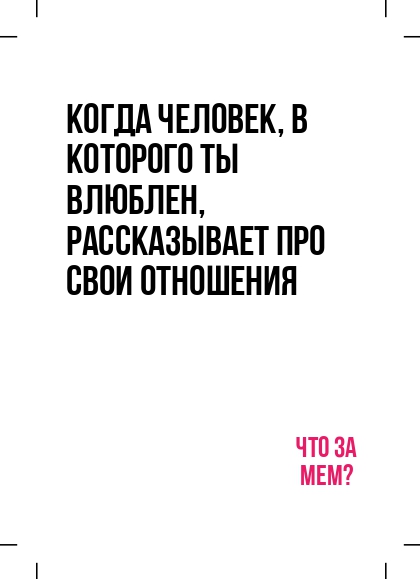 КОГДА ЧЕЛОВЕК, В
КОТОРОГО ТЫ
ВЛЮБЛЕН,
РАССКАЗЫВАЕТ ПРО
СВОИ ОТНОШЕНИЯ
ЧТО ЗА
МЕМ?